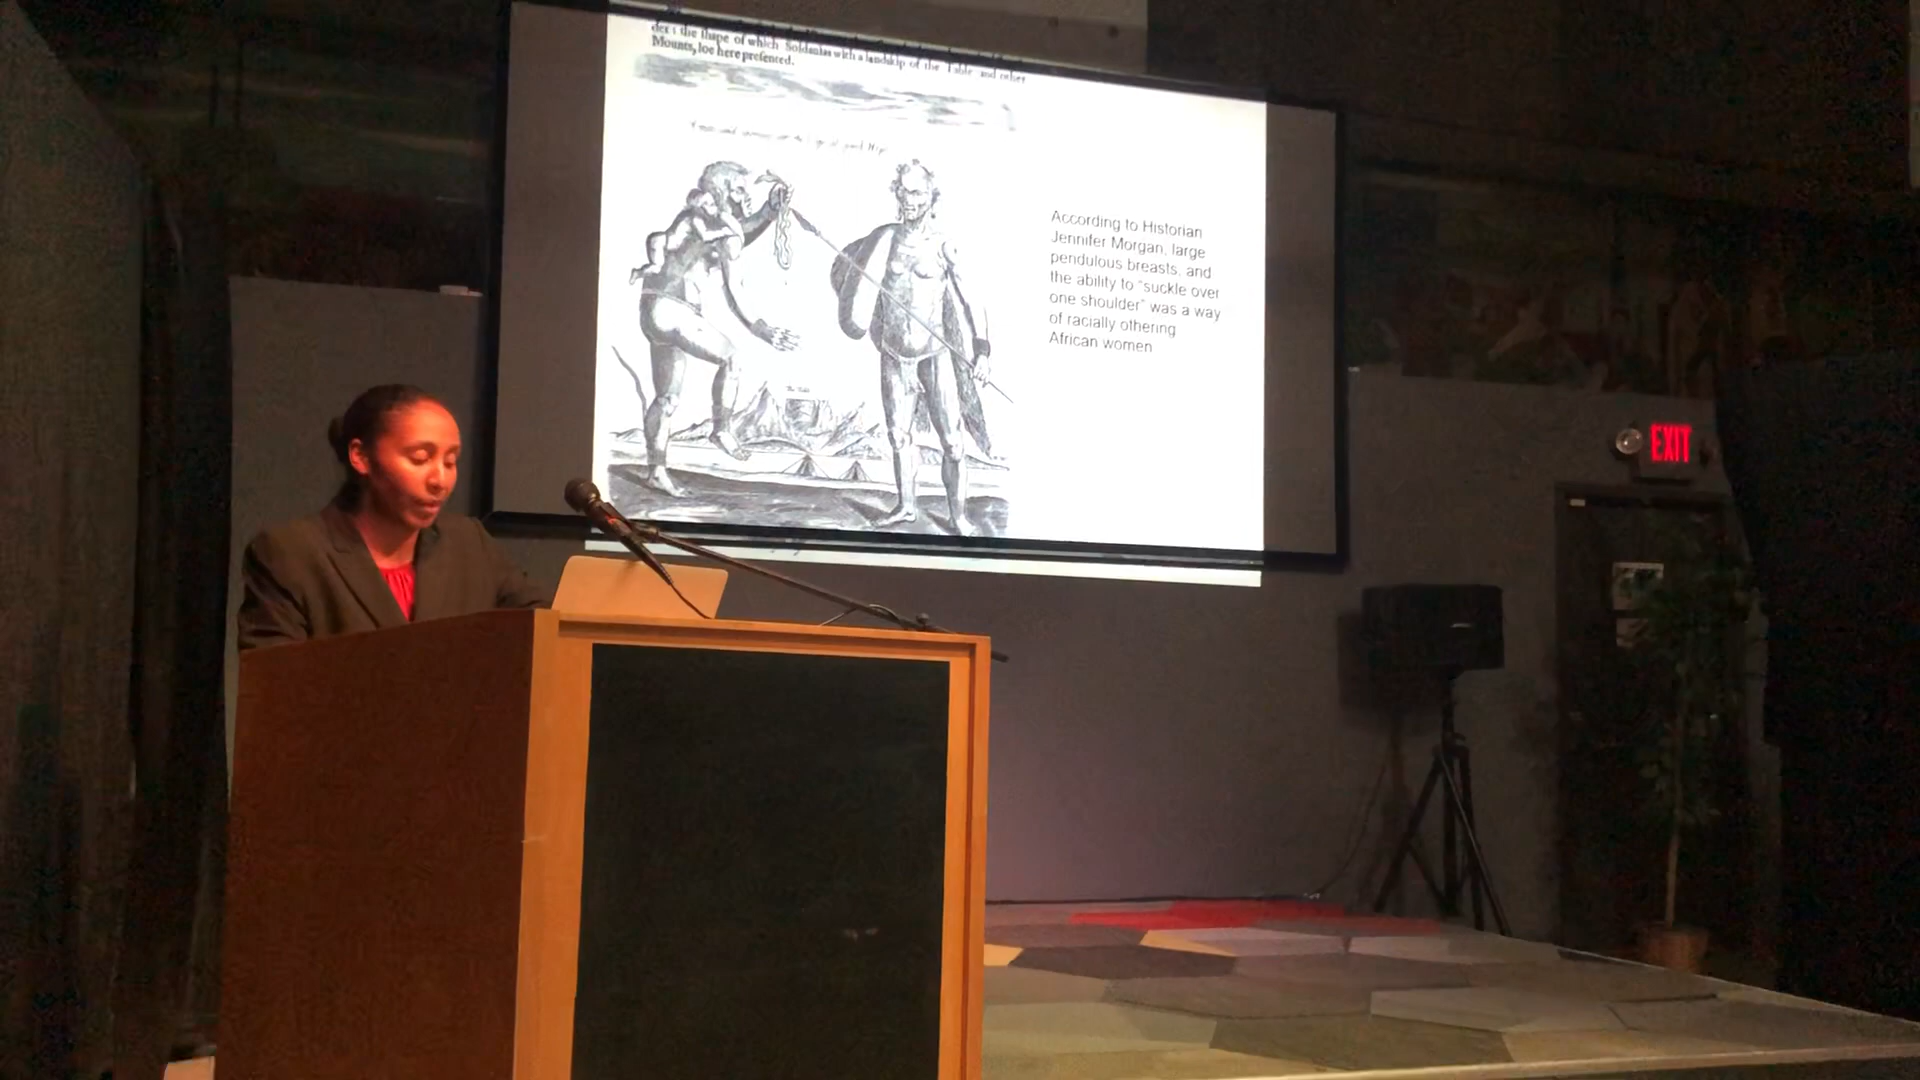 der : the shape of which Soldanias with a landskip of the Table and other
Mounts, loe here presented.
The Table
According to Historian
Jennifer Morgan, large
pendulous breasts, and
the ability to "suckle over
one shoulder" was a way
of racially othering
African women
EXIT